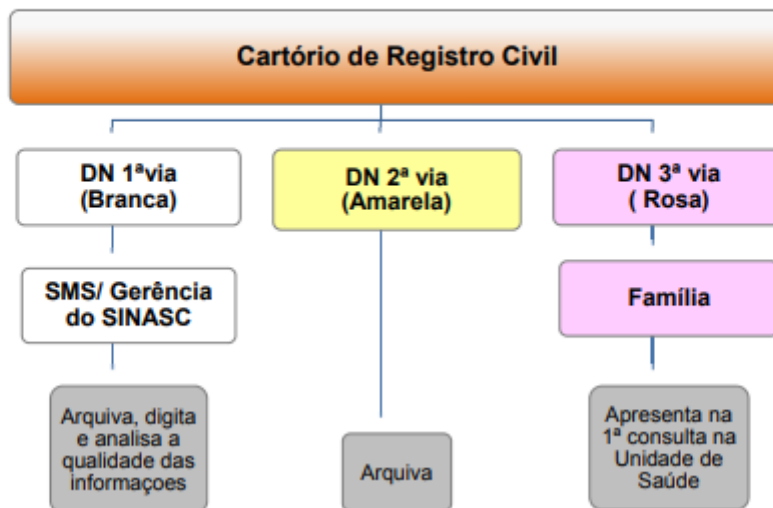 Cartório de Registro Civil
DN 1ªvia
(Branca)
DN 2ª via
(Amarela)
DN 3ª via
( Rosa)
SMS/ Gerência
do SINASC
Família
Arquiva, digita
e analisa a
qualidade das
informaçoes
Arquiva
Apresenta na
1ª consulta na
Unidade de
Saúde